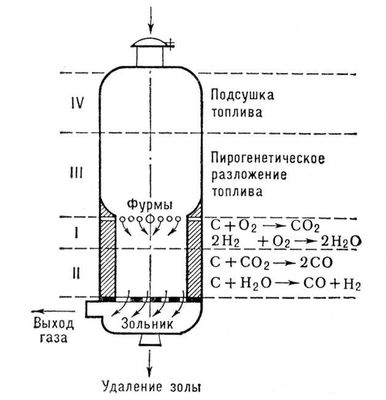 IV
Подсушка
топлива
III
Пирогенетическое
разложение
топлива
Фурмы
I
C + O₂ → CO₂
2H₂ + O₂ → 2H₂O
II
C + CO₂ → 2CO
C + H₂O → CO + H₂
Выход
газа
Зольник
Удаление золы